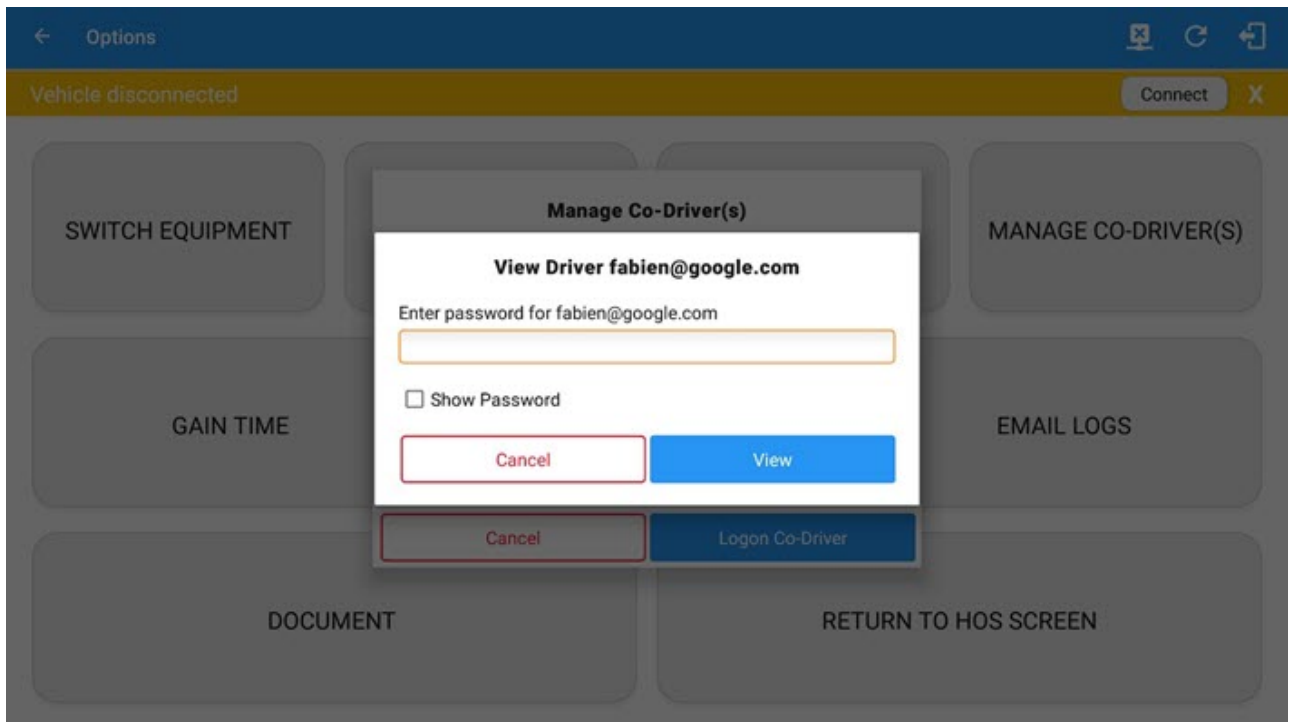 Options
Vehicle disconnected
Connect
X
SWITCH EQUIPMENT
MANAGE CO-DRIVER(S)
Manage Co-Driver(s)
View Driver fabien@google.com
Enter password for fabien@google.com
Show Password
Cancel
View
GAIN TIME
EMAIL LOGS
Cancel
Logon Co-Driver
DOCUMENT
RETURN TO HOS SCREEN